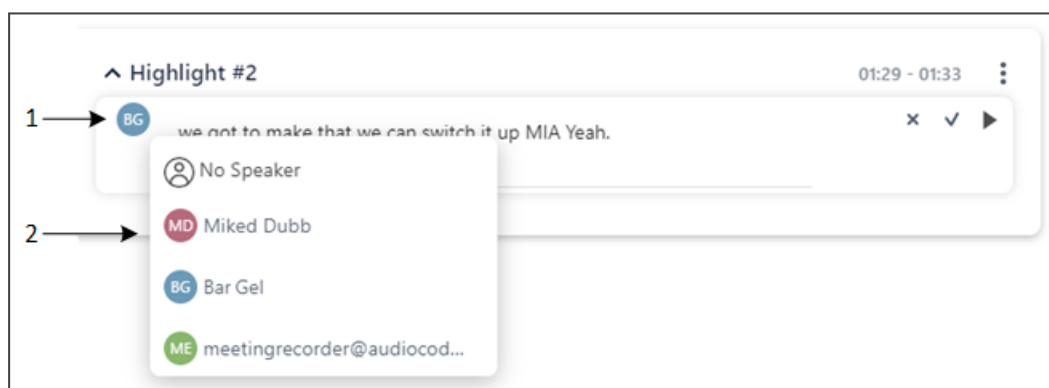 Highlight #2
01:29 - 01:33
1
BG
we got to make that we can switch it up MIA Yeah.
No Speaker
2
MD Miked Dubb
BG Bar Gel
ME meetingrecorder@audiocod...